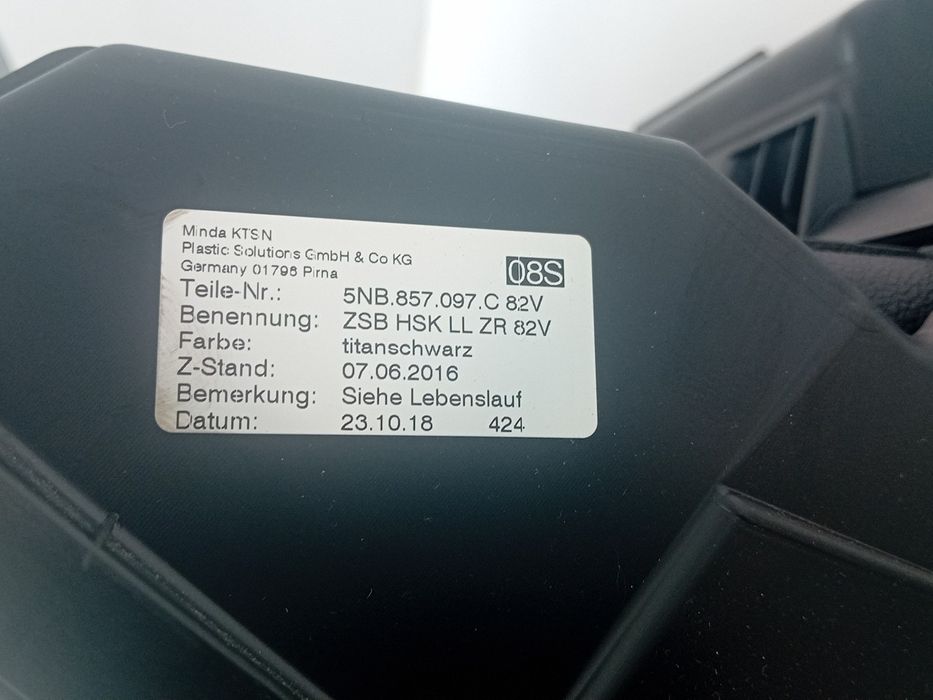 Minda KTSN
Plastic Solutions GmbH & Co KG
Germany 01796 Pirna
08S
Teile-Nr.: 5NB.857.097.C 82V
Benennung: ZSB HSK LL ZR 82V
Farbe: titanschwarz
Z-Stand: 07.06.2016
Bemerkung: Siehe Lebenslauf
Datum: 23.10.18 424